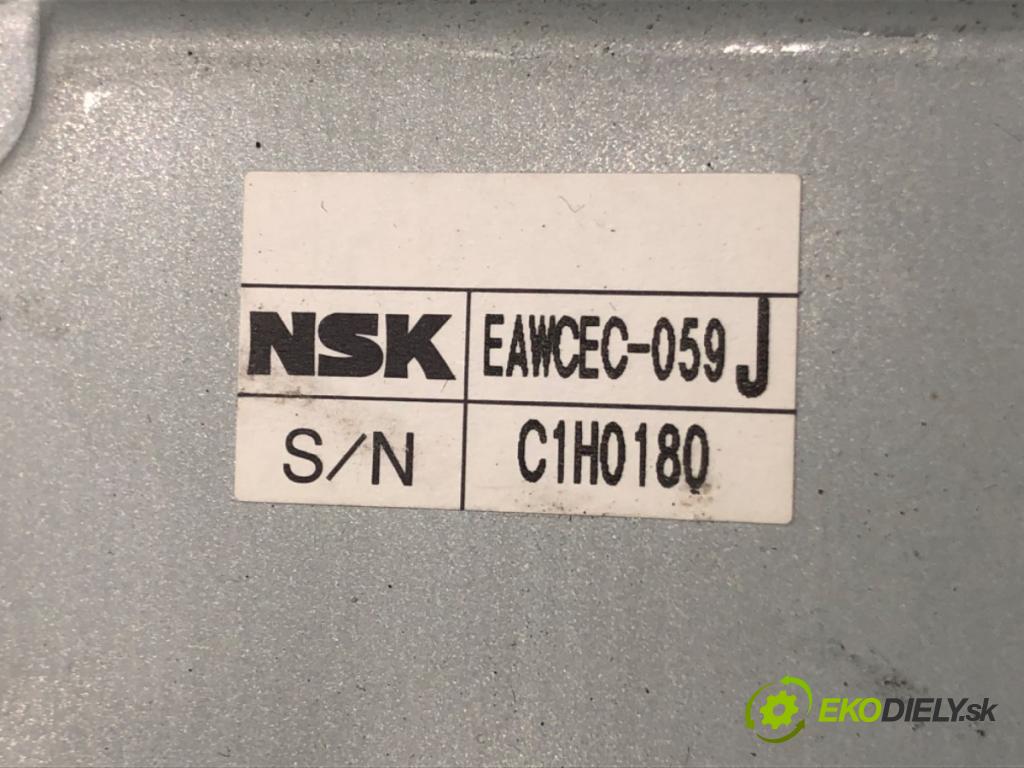 NSK EAWCEC-059 J
S/N C1H0180
EKODIELY.sk